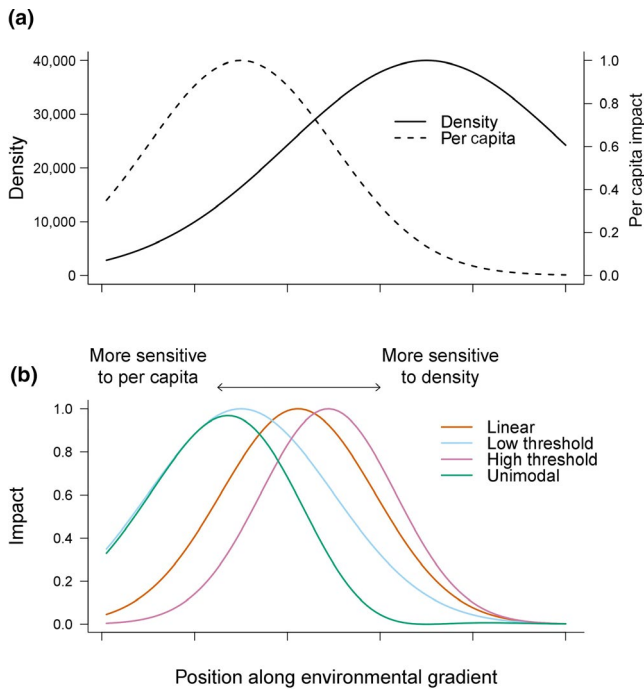 (a)
40,000
30,000
20,000
10,000
0
Density
1.0
0.8
0.6
0.4
0.2
0.0
Per capita impact
Density
Per capita
(b)
More sensitive
to per capita
More sensitive
to density
1.0
0.8
0.6
0.4
0.2
0.0
Impact
Linear
Low threshold
High threshold
Unimodal
Position along environmental gradient